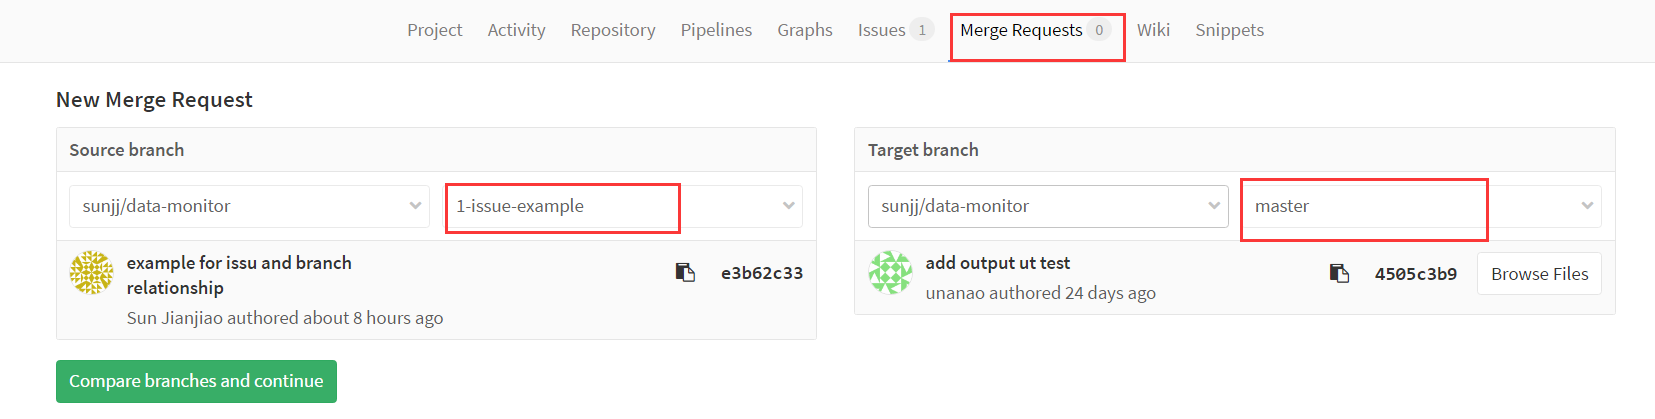 Project Activity Repository Pipelines Graphs Issues 1 Merge Requests 0 Wiki Snippets
New Merge Request
Source branch
sunjj/data-monitor 1-issue-example
example for issu and branch
relationship
e3b62c33
Sun Jianjiao authored about 8 hours ago
Target branch
sunjj/data-monitor master
add output ut test
unanao authored 24 days ago
4505c3b9 Browse Files
Compare branches and continue